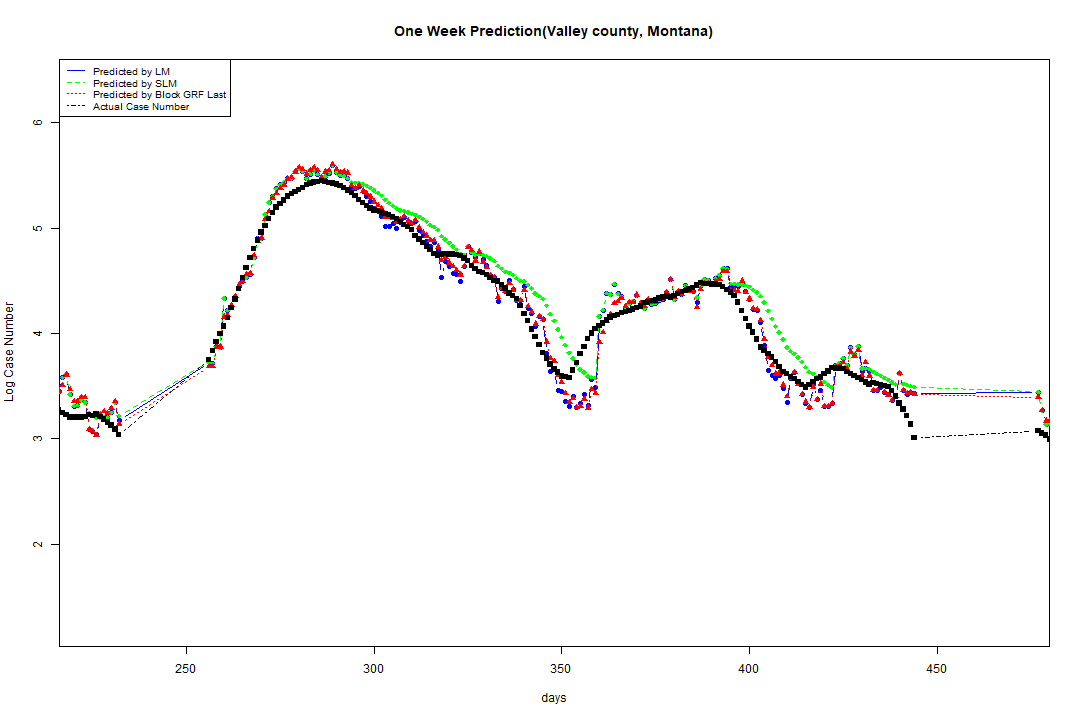 One Week Prediction(Valley county, Montana)
Predicted by LM
Predicted by SLM
Predicted by Block GRF Last
Actual Case Number
6
5
4
3
2
Log Case Number
250
300
350
400
450
days